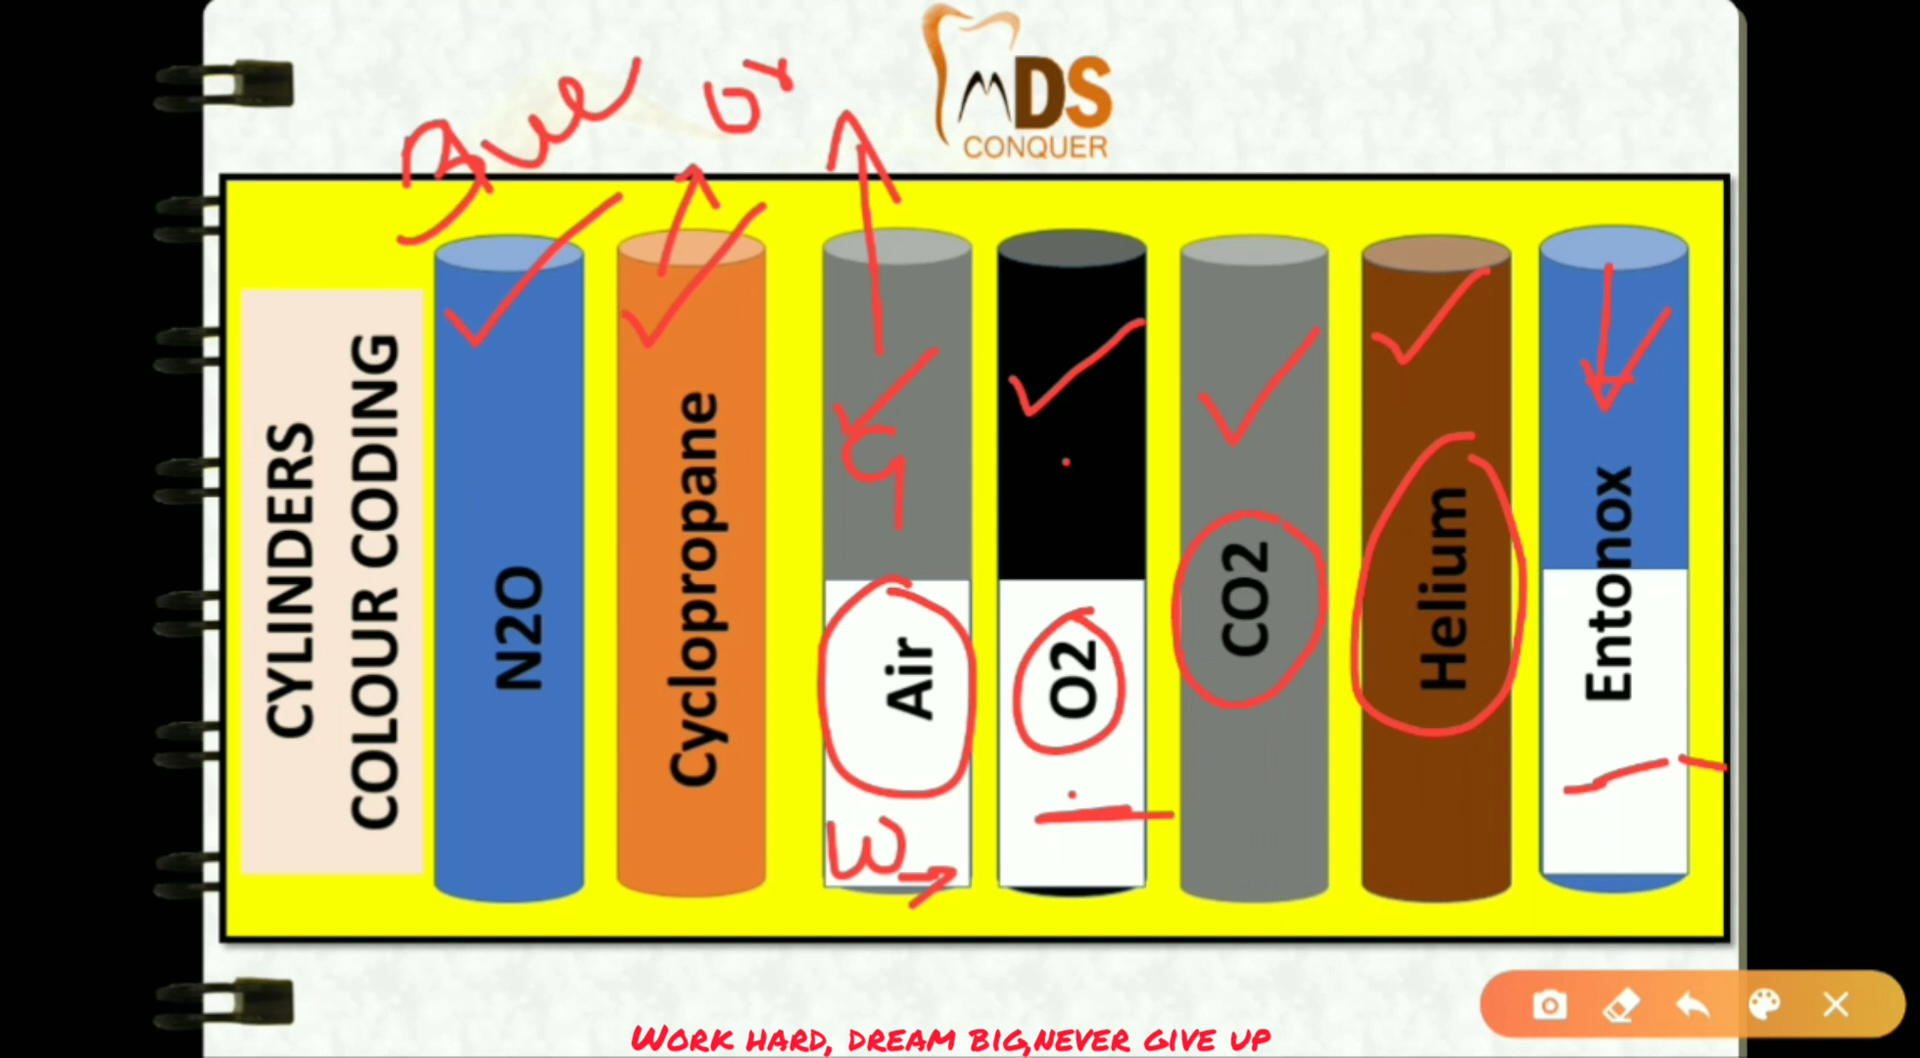 MDS
CONQUER
Blue
or
CYLINDERS
COLOUR CODING
N2O
Cyclopropane
Air
O2
CO2
Helium
Entonox
G
W
WORK HARD, DREAM BIG,NEVER GIVE UP